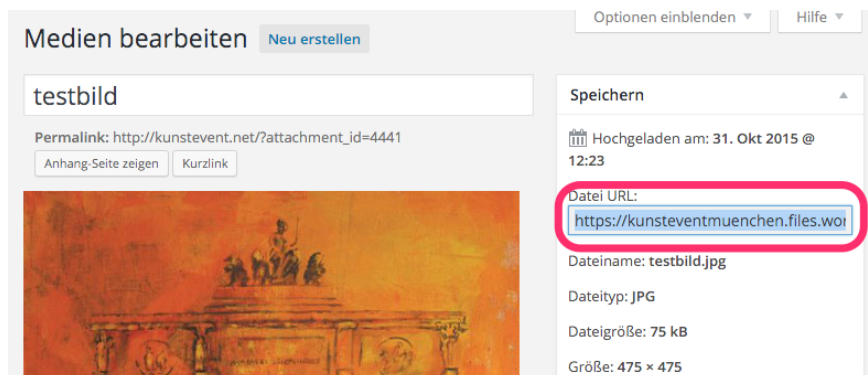 Optionen einblenden
Hilfe
Medien bearbeiten Neu erstellen
testbild
Permalink: http://kunstevent.net/?attachment_id=4441
Anhang-Seite zeigen Kurzlink
Speichern
Hochgeladen am: 31. Okt 2015 @
12:23
Datei URL:
https://kunsteventmuenchen.files.wor
Dateiname: testbild.jpg
Dateityp: JPG
Dateigröße: 75 kB
Größe: 475 × 475